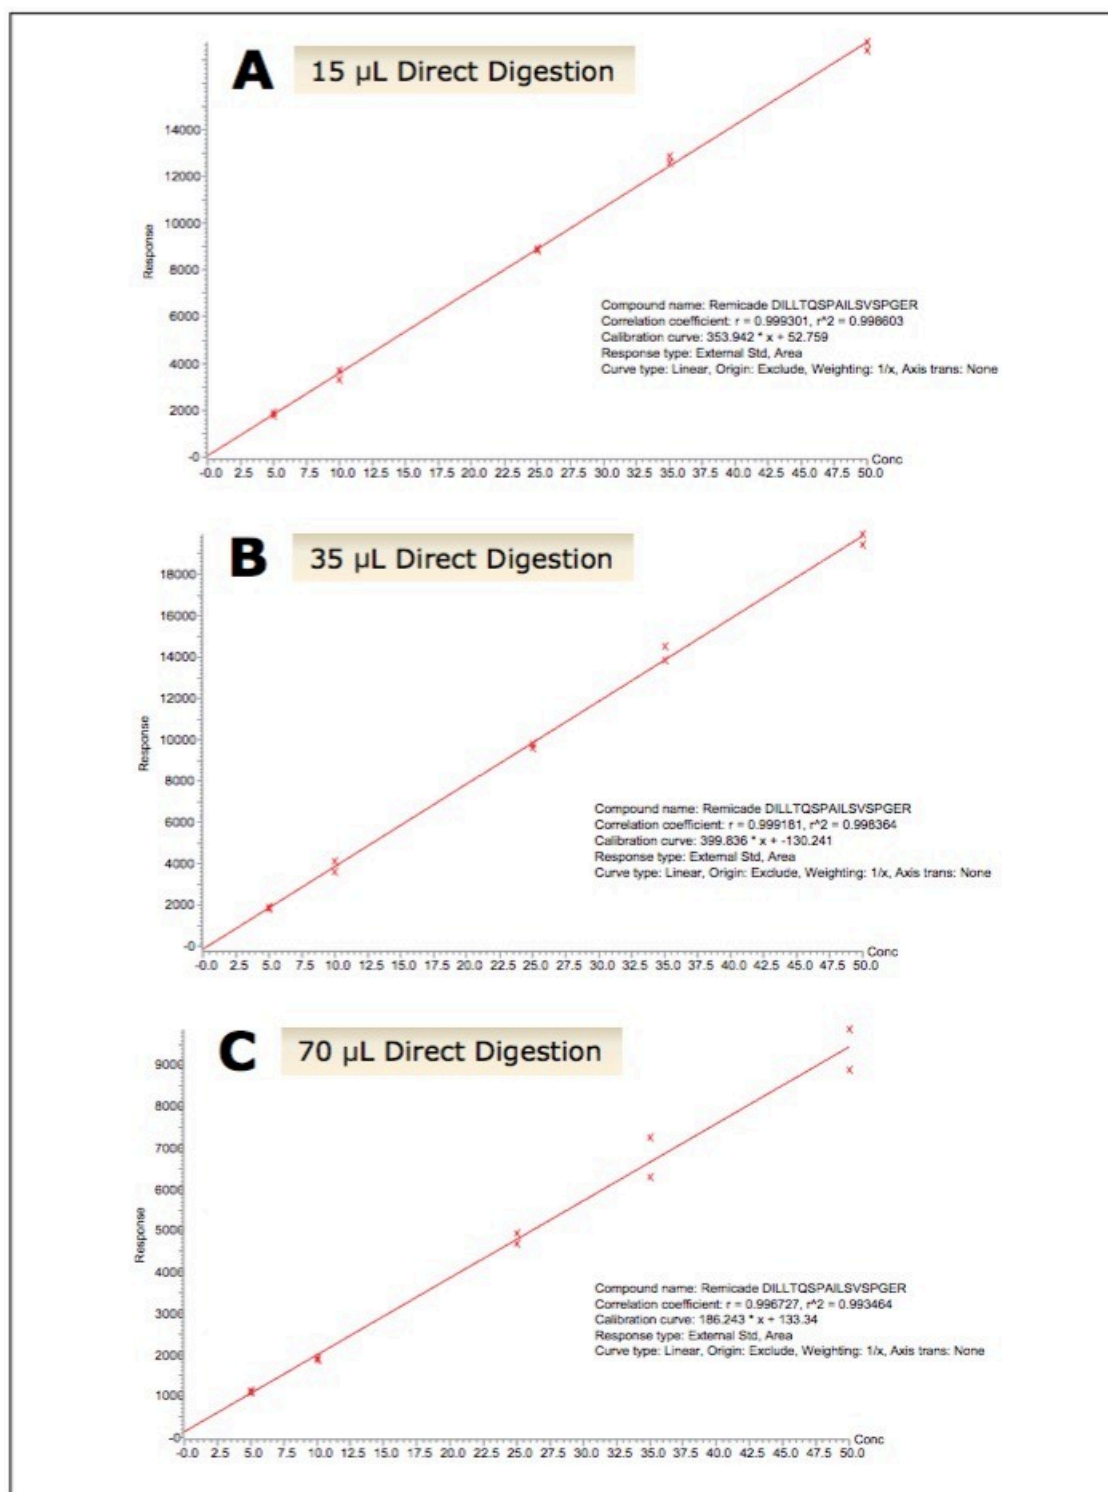 A
15 µL Direct Digestion
14000
12000
10000
8000
6000
4000
2000
-0
Response
Compound name: Remicade DILLTQSPAILSVSPGER
Correlation coefficient: r = 0.999301, r^2 = 0.998603
Calibration curve: 353.942 * x + 52.759
Response type: External Std, Area
Curve type: Linear, Origin: Exclude, Weighting: 1/x, Axis trans: None
Conc
-0.0 2.5 5.0 7.5 10.0 12.5 15.0 17.5 20.0 22.5 25.0 27.5 30.0 32.5 35.0 37.5 40.0 42.5 45.0 47.5 50.0
B
35 µL Direct Digestion
18000
16000
14000
12000
10000
8000
6000
4000
2000
-0
Response
Compound name: Remicade DILLTQSPAILSVSPGER
Correlation coefficient: r = 0.999181, r^2 = 0.998364
Calibration curve: 399.836 * x + -130.241
Response type: External Std, Area
Curve type: Linear, Origin: Exclude, Weighting: 1/x, Axis trans: None
Conc
-0.0 2.5 5.0 7.5 10.0 12.5 15.0 17.5 20.0 22.5 25.0 27.5 30.0 32.5 35.0 37.5 40.0 42.5 45.0 47.5 50.0
C
70 µL Direct Digestion
9000
8000
7000
6000
5000
4000
3000
2000
1000
-0
Response
Compound name: Remicade DILLTQSPAILSVSPGER
Correlation coefficient: r = 0.996727, r^2 = 0.993464
Calibration curve: 186.243 * x + 133.34
Response type: External Std, Area
Curve type: Linear, Origin: Exclude, Weighting: 1/x, Axis trans: None
Conc
-0.0 2.5 5.0 7.5 10.0 12.5 15.0 17.5 20.0 22.5 25.0 27.5 30.0 32.5 35.0 37.5 40.0 42.5 45.0 47.5 50.0